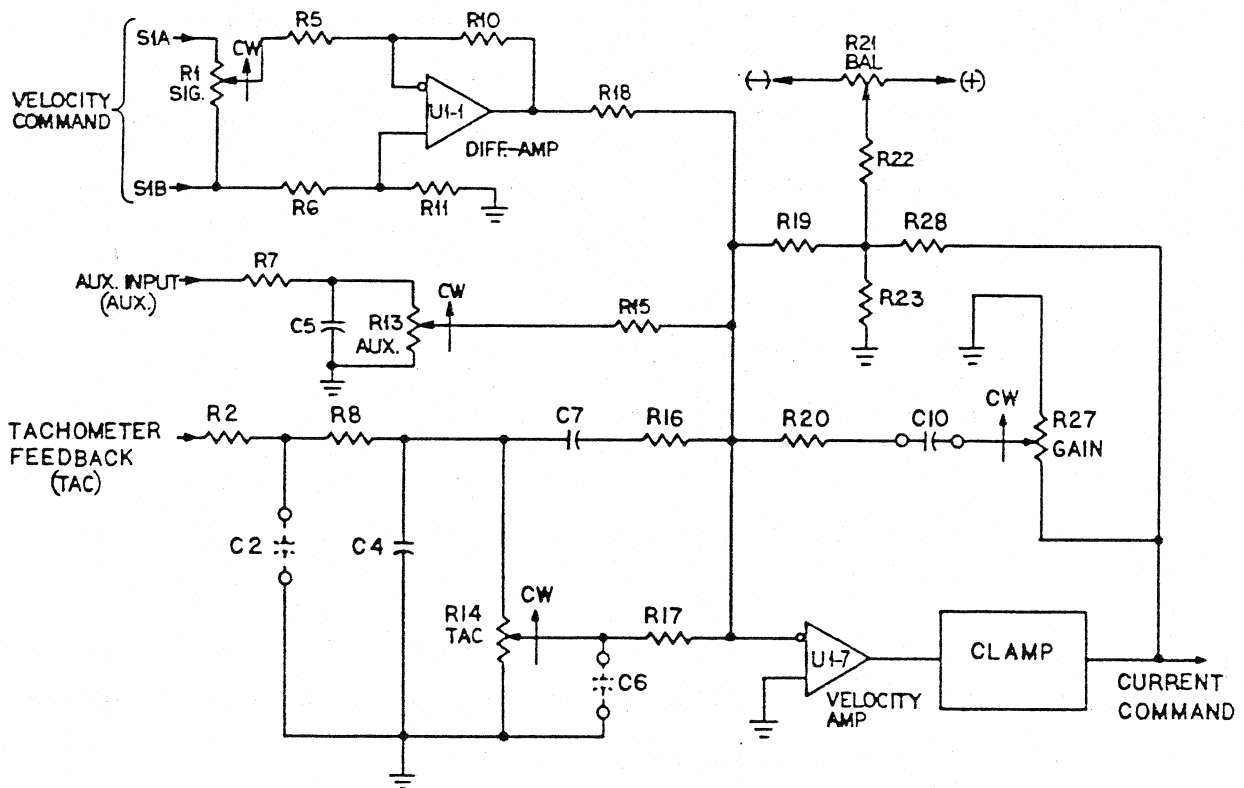 S1A
R5
R10
CW
R1
SIG.
VELOCITY
COMMAND
U1-1
DIFF-AMP
S1B
R6
R11
R18
R21
BAL
(-)
(+)
R22
R19
R28
R23
AUX. INPUT
(AUX.)
R7
C5
R13
AUX.
CW
R15
TACHOMETER
FEEDBACK
(TAC)
R2
R8
C7
R16
R20
C10
CW
R27
GAIN
C2
C4
R14
TAC
CW
R17
C6
U1-7
VELOCITY
AMP
CLAMP
CURRENT
COMMAND